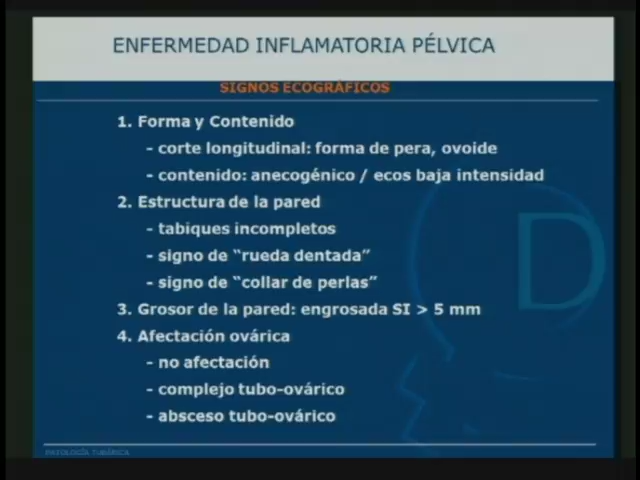 ENFERMEDAD INFLAMATORIA PÉLVICA
SIGNOS ECOGRÁFICOS
1. Forma y Contenido
- corte longitudinal: forma de pera, ovoide
- contenido: anecogénico / ecos baja intensidad
2. Estructura de la pared
- tabiques incompletos
- signo de “rueda dentada”
- signo de “collar de perlas”
3. Grosor de la pared: engrosada SI > 5 mm
4. Afectación ovárica
- no afectación
- complejo tubo-ovárico
- absceso tubo-ovárico
PATOLOGÍA TUBÁRICA
D